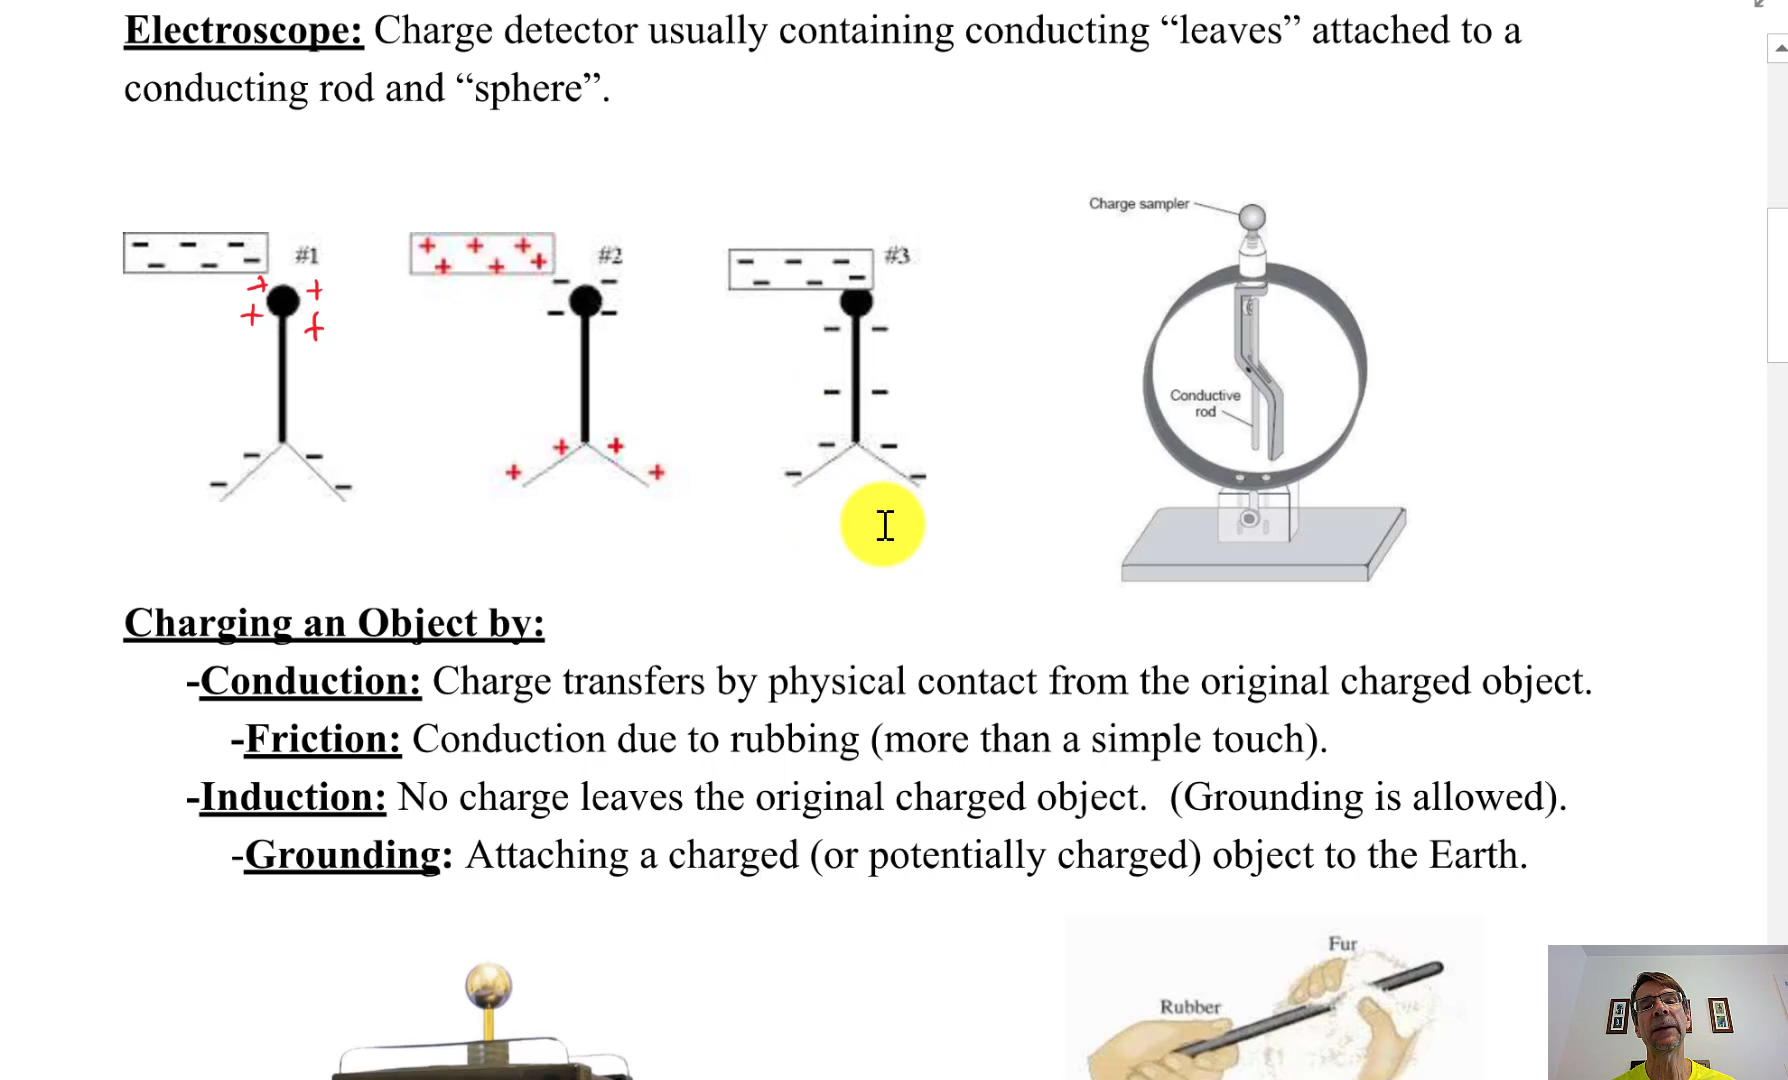 Electroscope: Charge detector usually containing conducting “leaves” attached to a
conducting rod and “sphere”.
Charge sampler
#1
#2
#3
Conductive
rod
Charging an Object by:
-Conduction: Charge transfers by physical contact from the original charged object.
-Friction: Conduction due to rubbing (more than a simple touch).
-Induction: No charge leaves the original charged object. (Grounding is allowed).
-Grounding: Attaching a charged (or potentially charged) object to the Earth.
Fur
Rubber